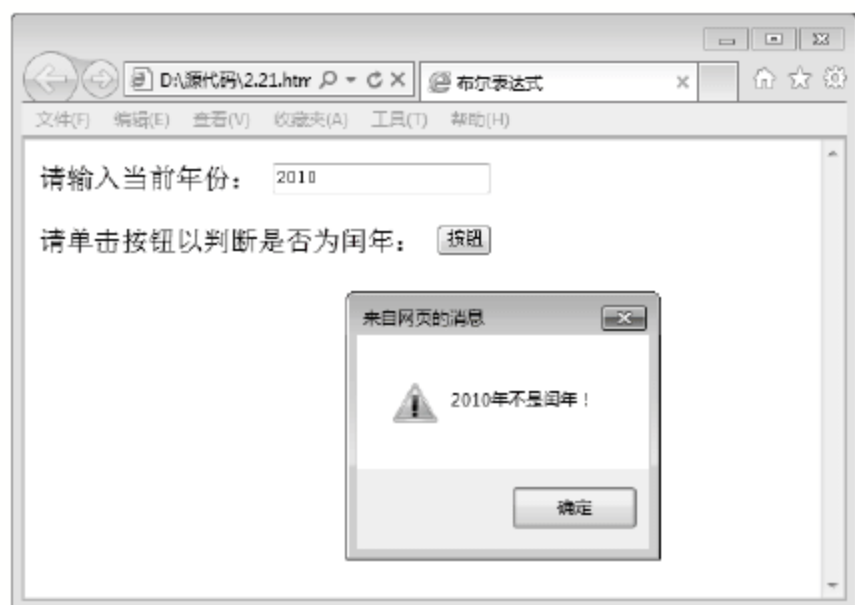 D:\源代码\2.21.htm
布尔表达式
文件(F) 编辑(E) 查看(V) 收藏夹(A) 工具(T) 帮助(H)
请输入当前年份： 2010
请单击按钮以判断是否为闰年： 按钮
来自网页的消息
2010年不是闰年！
确定